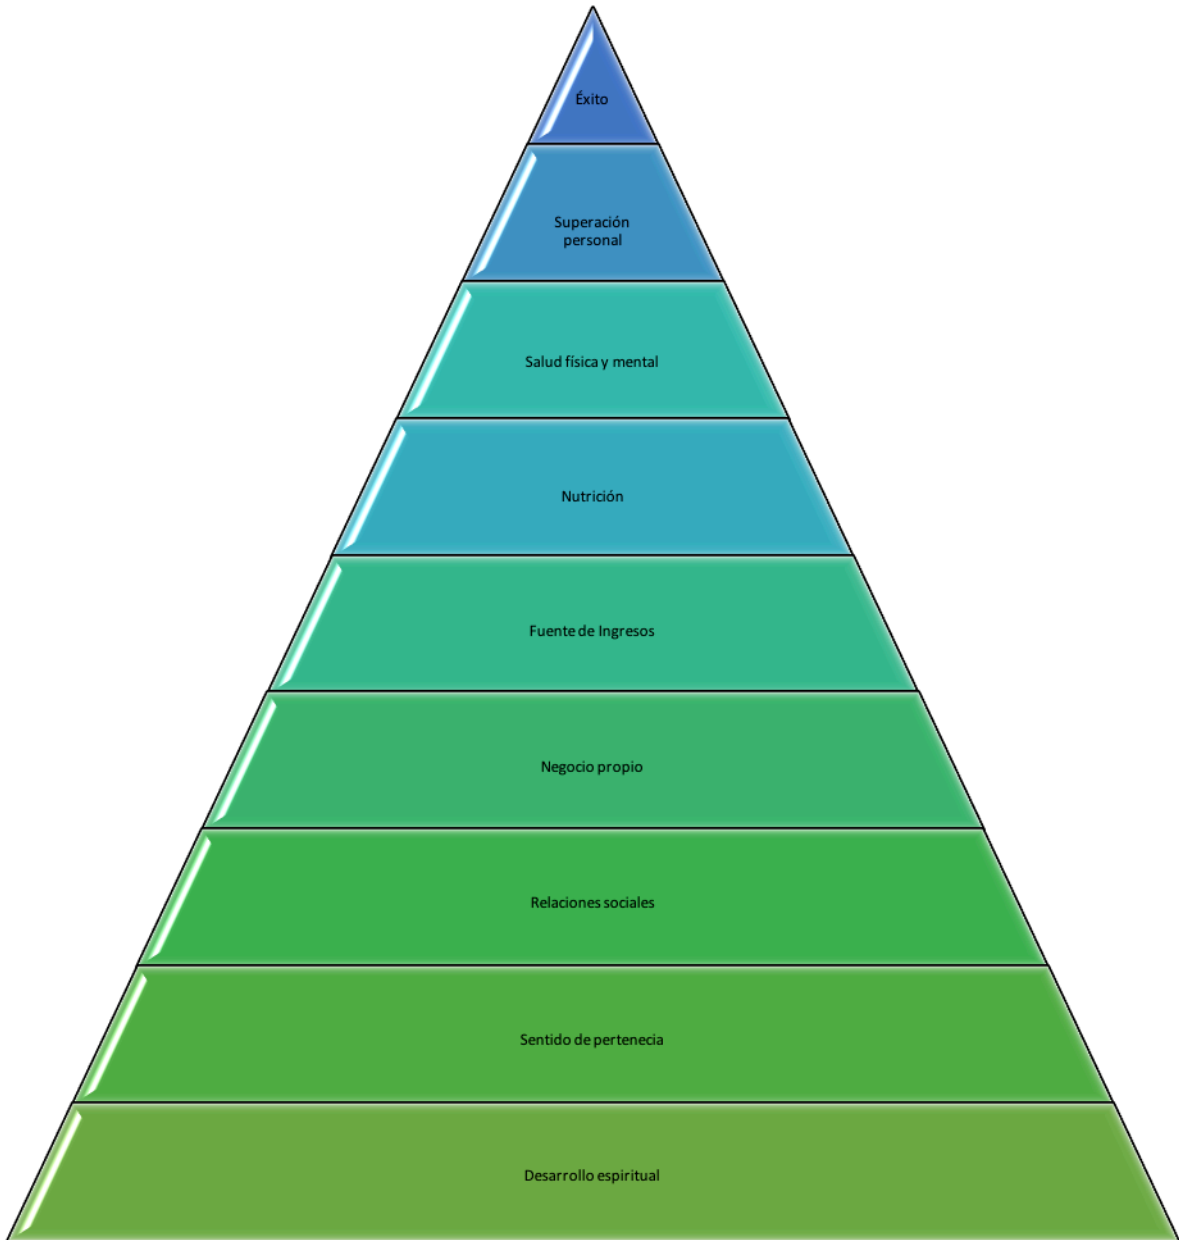 Éxito
Superación
personal
Salud física y mental
Nutrición
Fuente de Ingresos
Negocio propio
Relaciones sociales
Sentido de pertenecia
Desarrollo espiritual